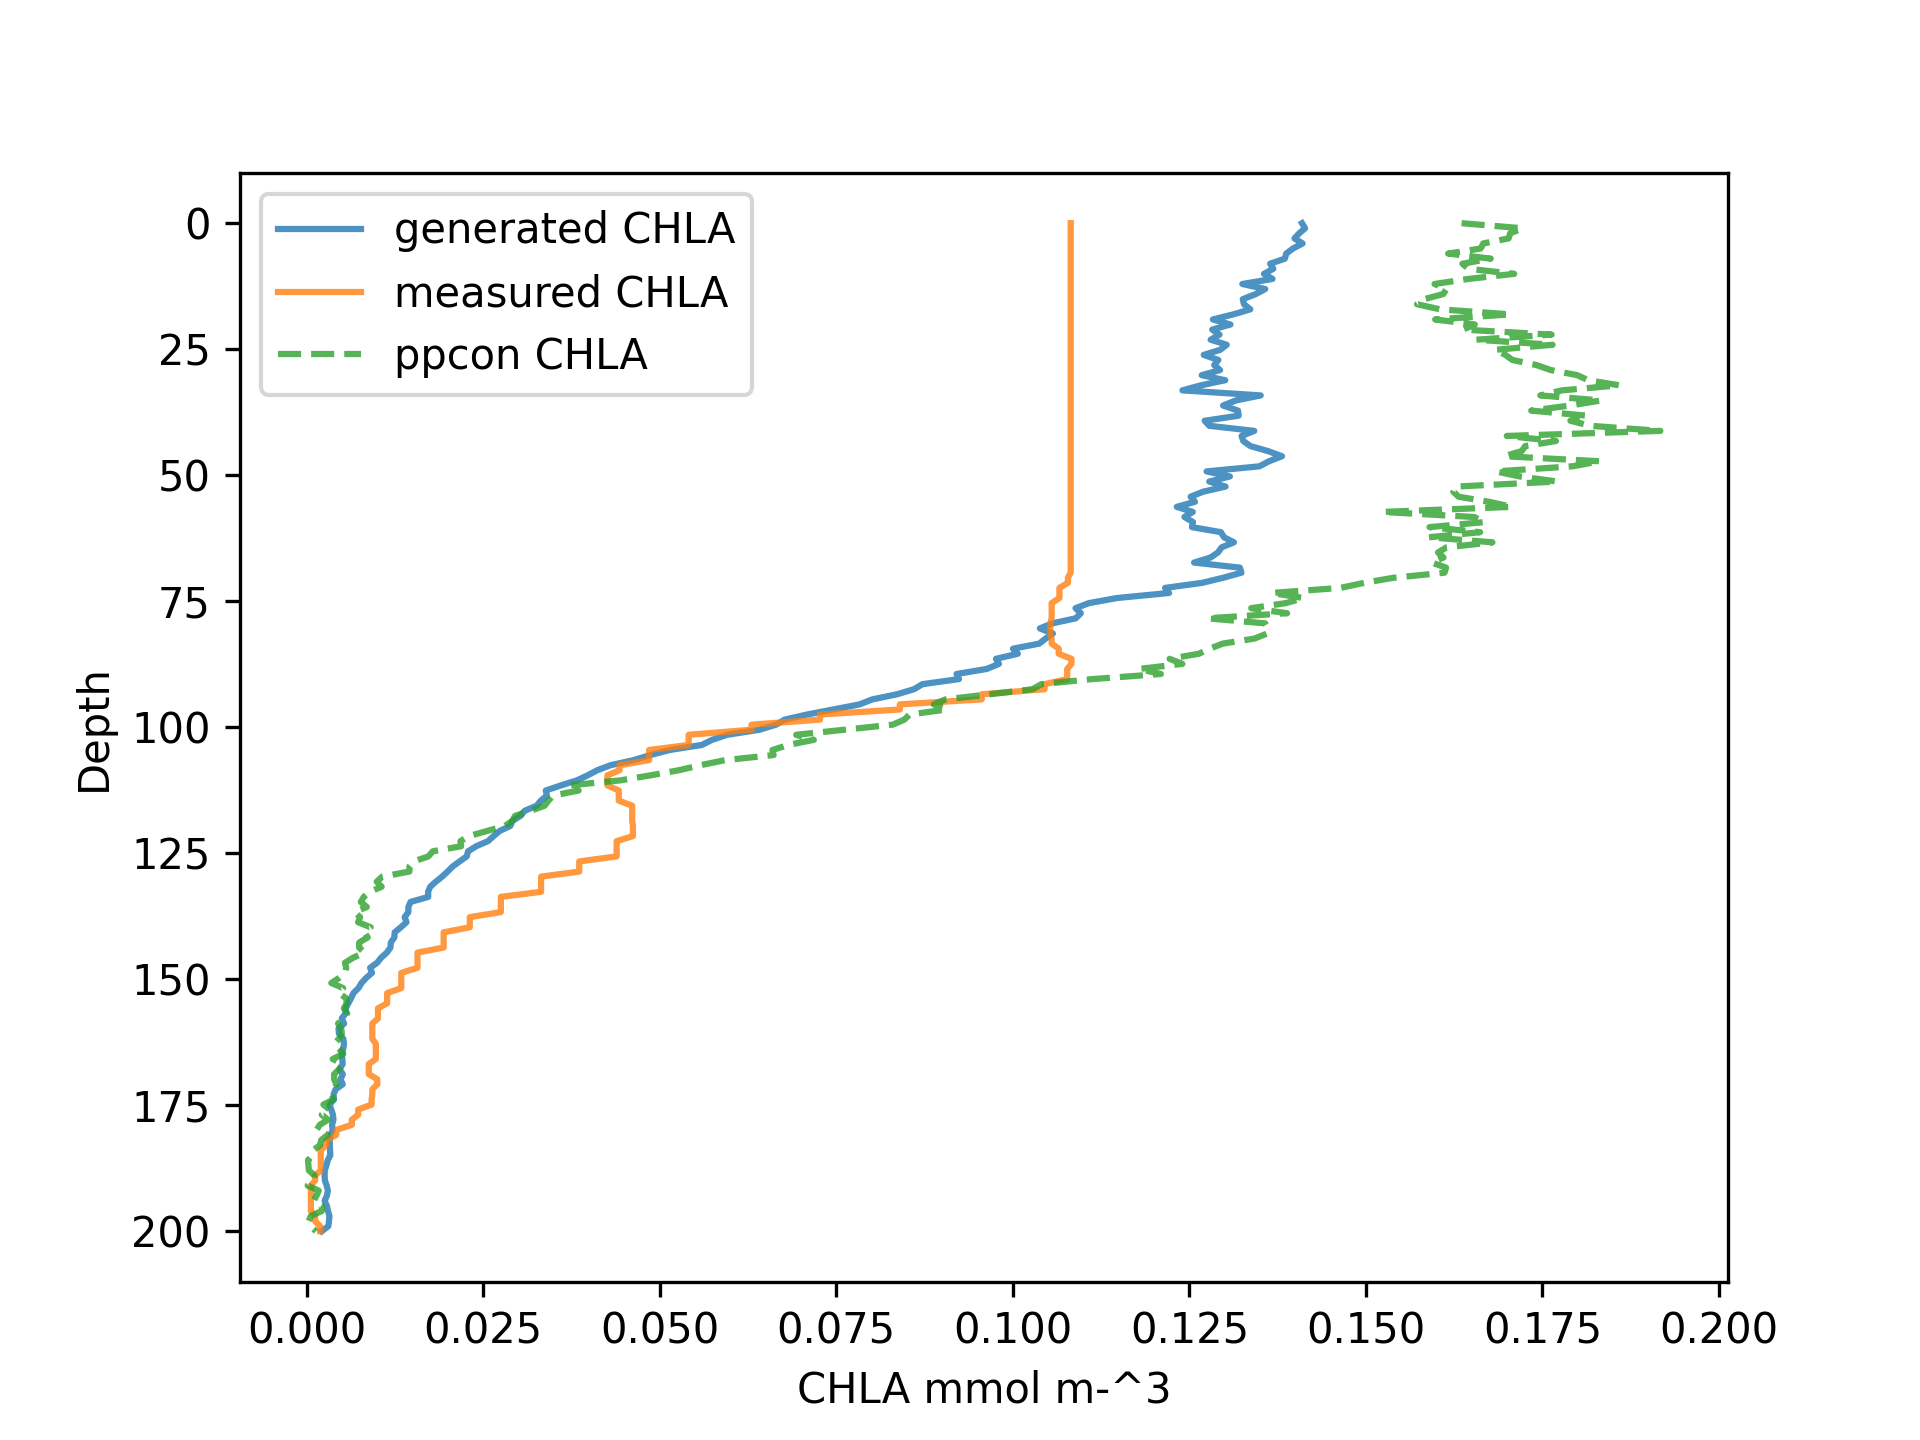 generated CHLA
measured CHLA
ppcon CHLA
0
25
50
75
100
125
150
175
200
Depth
0.000 0.025 0.050 0.075 0.100 0.125 0.150 0.175 0.200
CHLA mmol m-^3